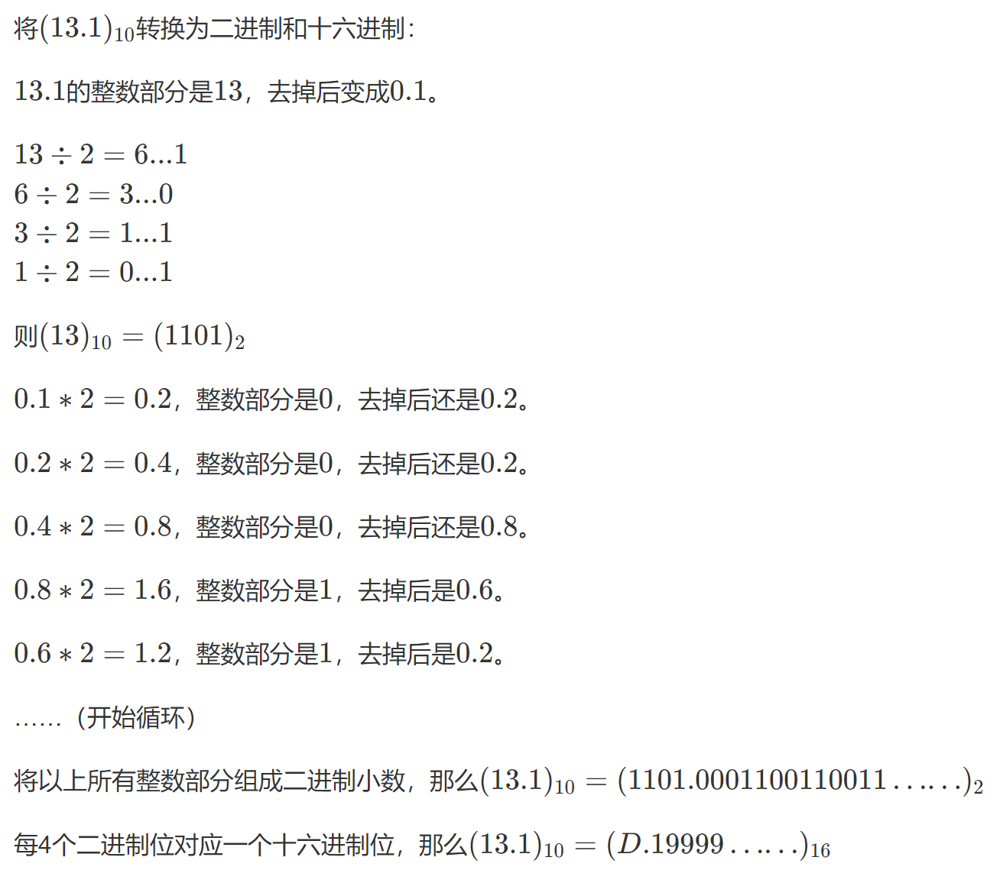 将(13.1)₁₀转换为二进制和十六进制：
13.1的整数部分是13，去掉后变成0.1。
13 ÷ 2 = 6...1
6 ÷ 2 = 3...0
3 ÷ 2 = 1...1
1 ÷ 2 = 0...1
则(13)₁₀ = (1101)₂
0.1 ∗ 2 = 0.2，整数部分是0，去掉后还是0.2。
0.2 ∗ 2 = 0.4，整数部分是0，去掉后还是0.2。
0.4 ∗ 2 = 0.8，整数部分是0，去掉后还是0.8。
0.8 ∗ 2 = 1.6，整数部分是1，去掉后是0.6。
0.6 ∗ 2 = 1.2，整数部分是1，去掉后是0.2。
……（开始循环）
将以上所有整数部分组成二进制小数，那么(13.1)₁₀ = (1101.0001100110011……)₂
每4个二进制位对应一个十六进制位，那么(13.1)₁₀ = (D.19999……)₁₆